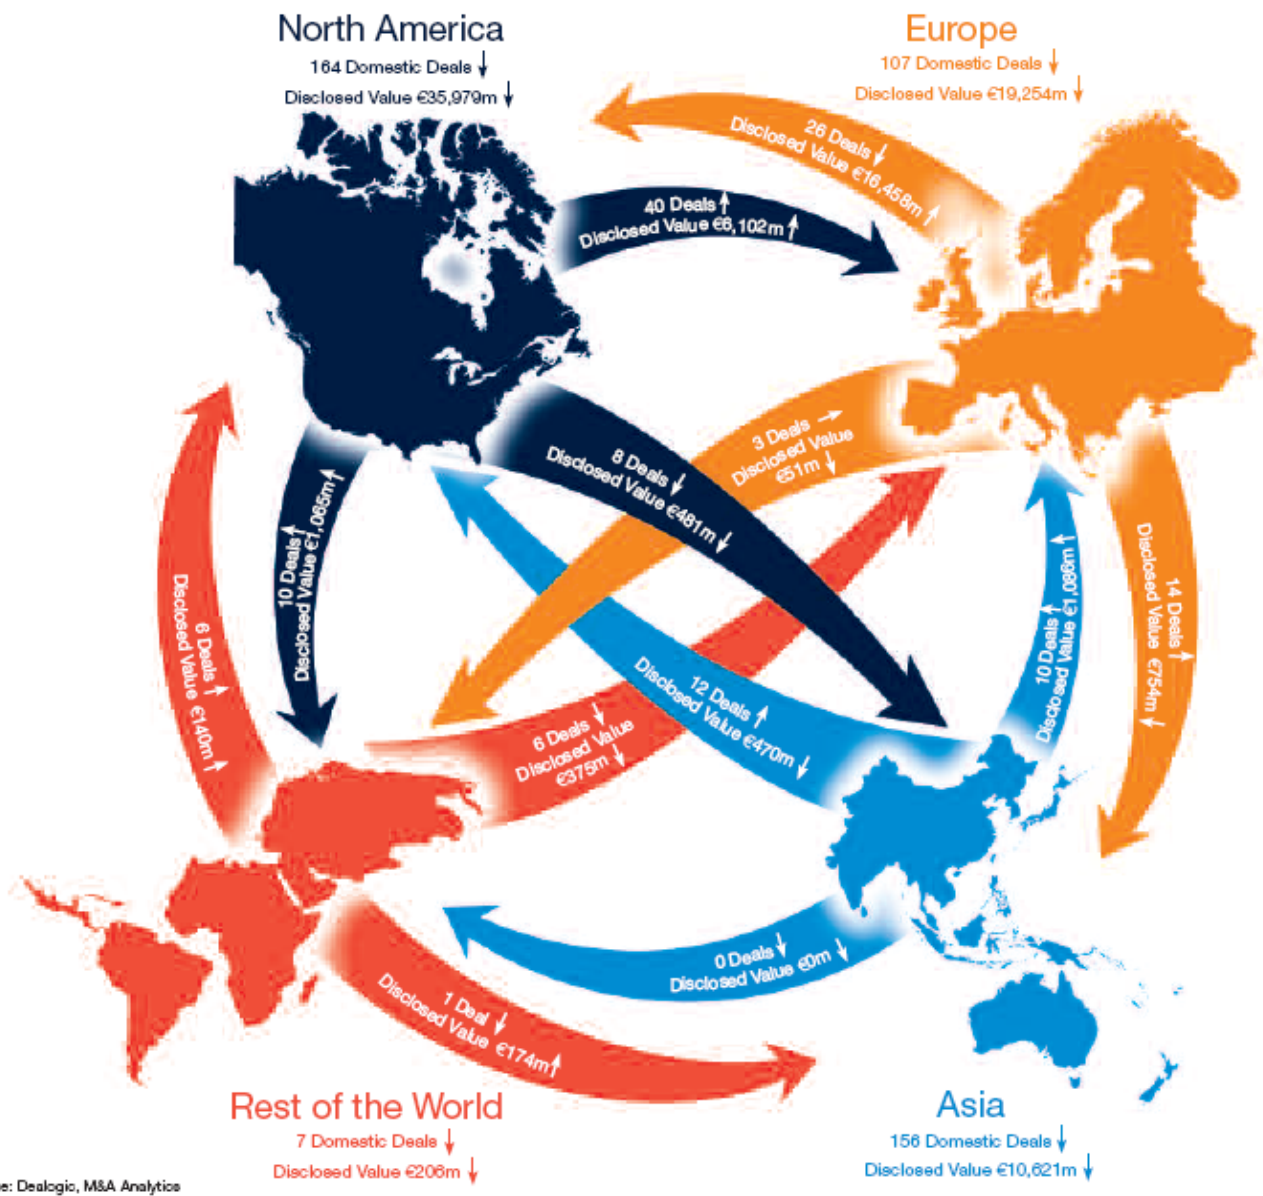 North America
164 Domestic Deals ↓
Disclosed Value €35,979m ↓
Europe
107 Domestic Deals ↓
Disclosed Value €19,254m ↓
26 Deals ↓
Disclosed Value €16,458m ↑
40 Deals ↑
Disclosed Value €6,102m ↑
3 Deals →
Disclosed Value
€51m ↓
8 Deals ↓
Disclosed Value €481m ↓
10 Deals ↑
Disclosed Value €1,065m ↑
6 Deals ↑
Disclosed Value €140m ↑
14 Deals ↑
Disclosed Value €754m ↓
10 Deals ↑
Disclosed Value €1,086m ↑
12 Deals ↑
Disclosed Value €470m ↓
6 Deals ↓
Disclosed Value
€375m ↓
0 Deals ↓
Disclosed Value €0m ↓
1 Deal ↓
Disclosed Value €174m ↑
Rest of the World
7 Domestic Deals ↓
Disclosed Value €206m ↓
Asia
156 Domestic Deals ↓
Disclosed Value €10,621m ↓
e: Dealogic, M&A Analytics